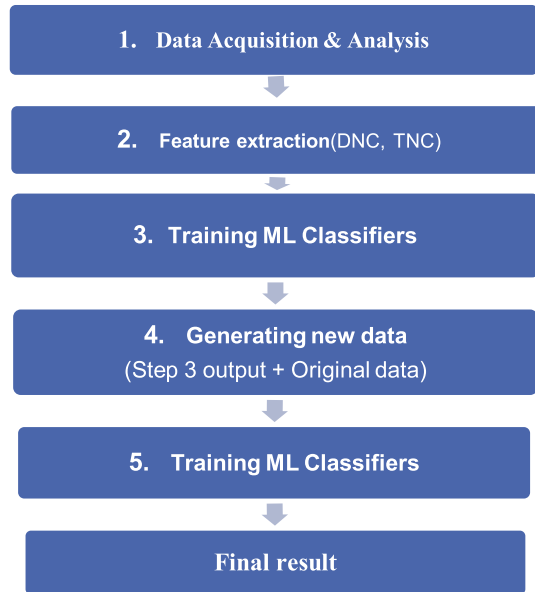 1. Data Acquisition & Analysis
2. Feature extraction(DNC, TNC)
3. Training ML Classifiers
4. Generating new data
(Step 3 output + Original data)
5. Training ML Classifiers
Final result